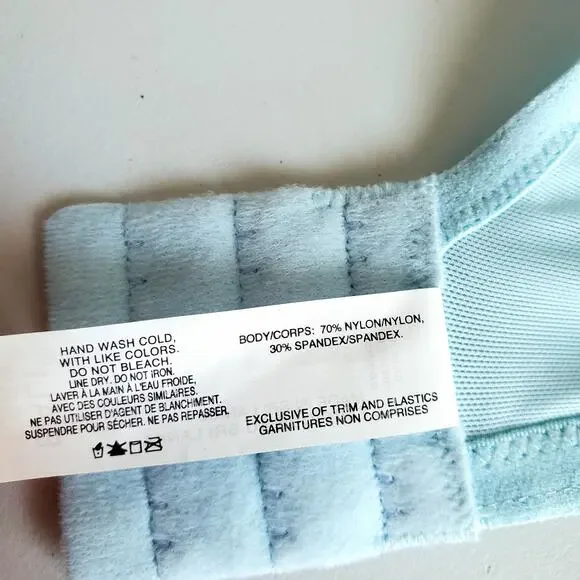 HAND WASH COLD,
WITH LIKE COLORS.
DO NOT BLEACH.
LINE DRY. DO NOT IRON.
LAVER À LA MAIN À L'EAU FROIDE,
AVEC DES COULEURS SIMILAIRES.
NE PAS UTILISER D'AGENT DE BLANCHIMENT.
SUSPENDRE POUR SÈCHER. NE PAS REPASSER.
BODY/CORPS: 70% NYLON/NYLON,
30% SPANDEX/SPANDEX.
EXCLUSIVE OF TRIM AND ELASTICS
GARNITURES NON COMPRISES